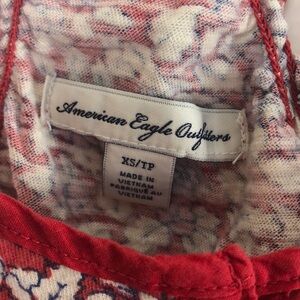 American Eagle Outfitters
XS/TP
MADE IN
VIETNAM
FABRIQUÉ AU
VIETNAM